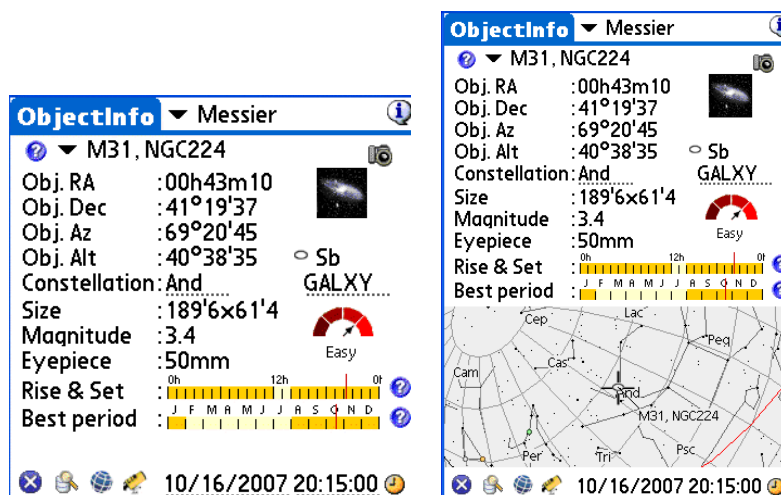 ObjectInfo Messier
M31, NGC224
Obj. RA :00h43m10
Obj. Dec :41°19'37
Obj. Az :69°20'45
Obj. Alt :40°38'35 Sb
Constellation: And GALXY
Size :189'6x61'4
Magnitude :3.4
Eyepiece :50mm Easy
Rise & Set : 0h 12h 0h
Best period : J F M A M J J A S O N D
10/16/2007 20:15:00
ObjectInfo Messier
M31, NGC224
Obj. RA :00h43m10
Obj. Dec :41°19'37
Obj. Az :69°20'45
Obj. Alt :40°38'35 Sb
Constellation: And GALXY
Size :189'6x61'4
Magnitude :3.4
Eyepiece :50mm Easy
Rise & Set : 0h 12h 0
Best period : J F M A M J J A S O N D
Cep Lac
Peg
Cas
Cam
And
M31, NGC224
Per Tri Psc
10/16/2007 20:15:00